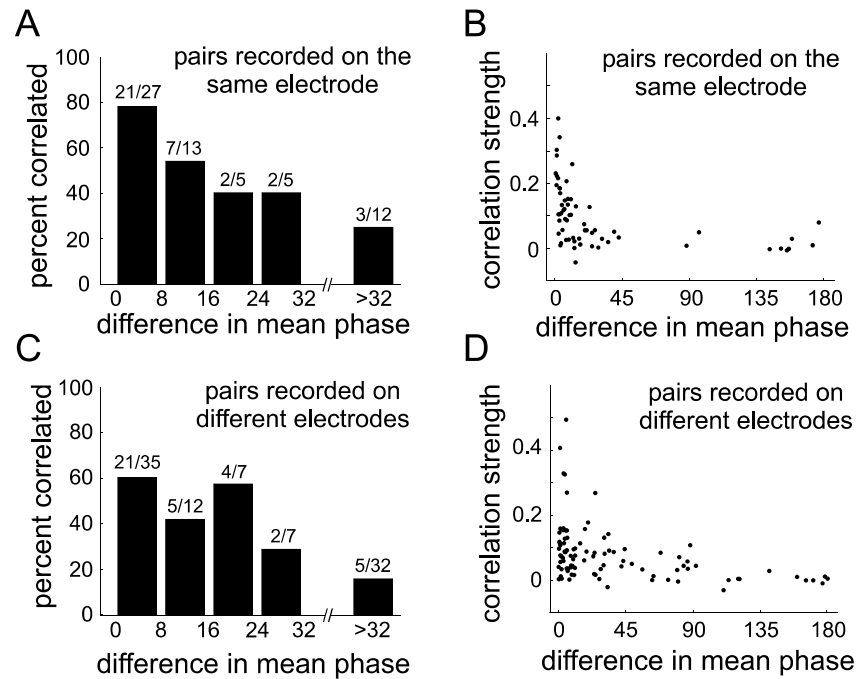 A
pairs recorded on the
same electrode
percent correlated
100
80
60
40
20
0
21/27
7/13
2/5
2/5
3/12
0 8 16 24 32 // >32
difference in mean phase
B
pairs recorded on the
same electrode
correlation strength
0.4
0.2
0
0 45 90 135 180
difference in mean phase
C
pairs recorded on
different electrodes
percent correlated
100
80
60
40
20
0
21/35
5/12
4/7
2/7
5/32
0 8 16 24 32 // >32
difference in mean phase
D
pairs recorded on
different electrodes
correlation strength
0.4
0.2
0
0 45 90 135 180
difference in mean phase